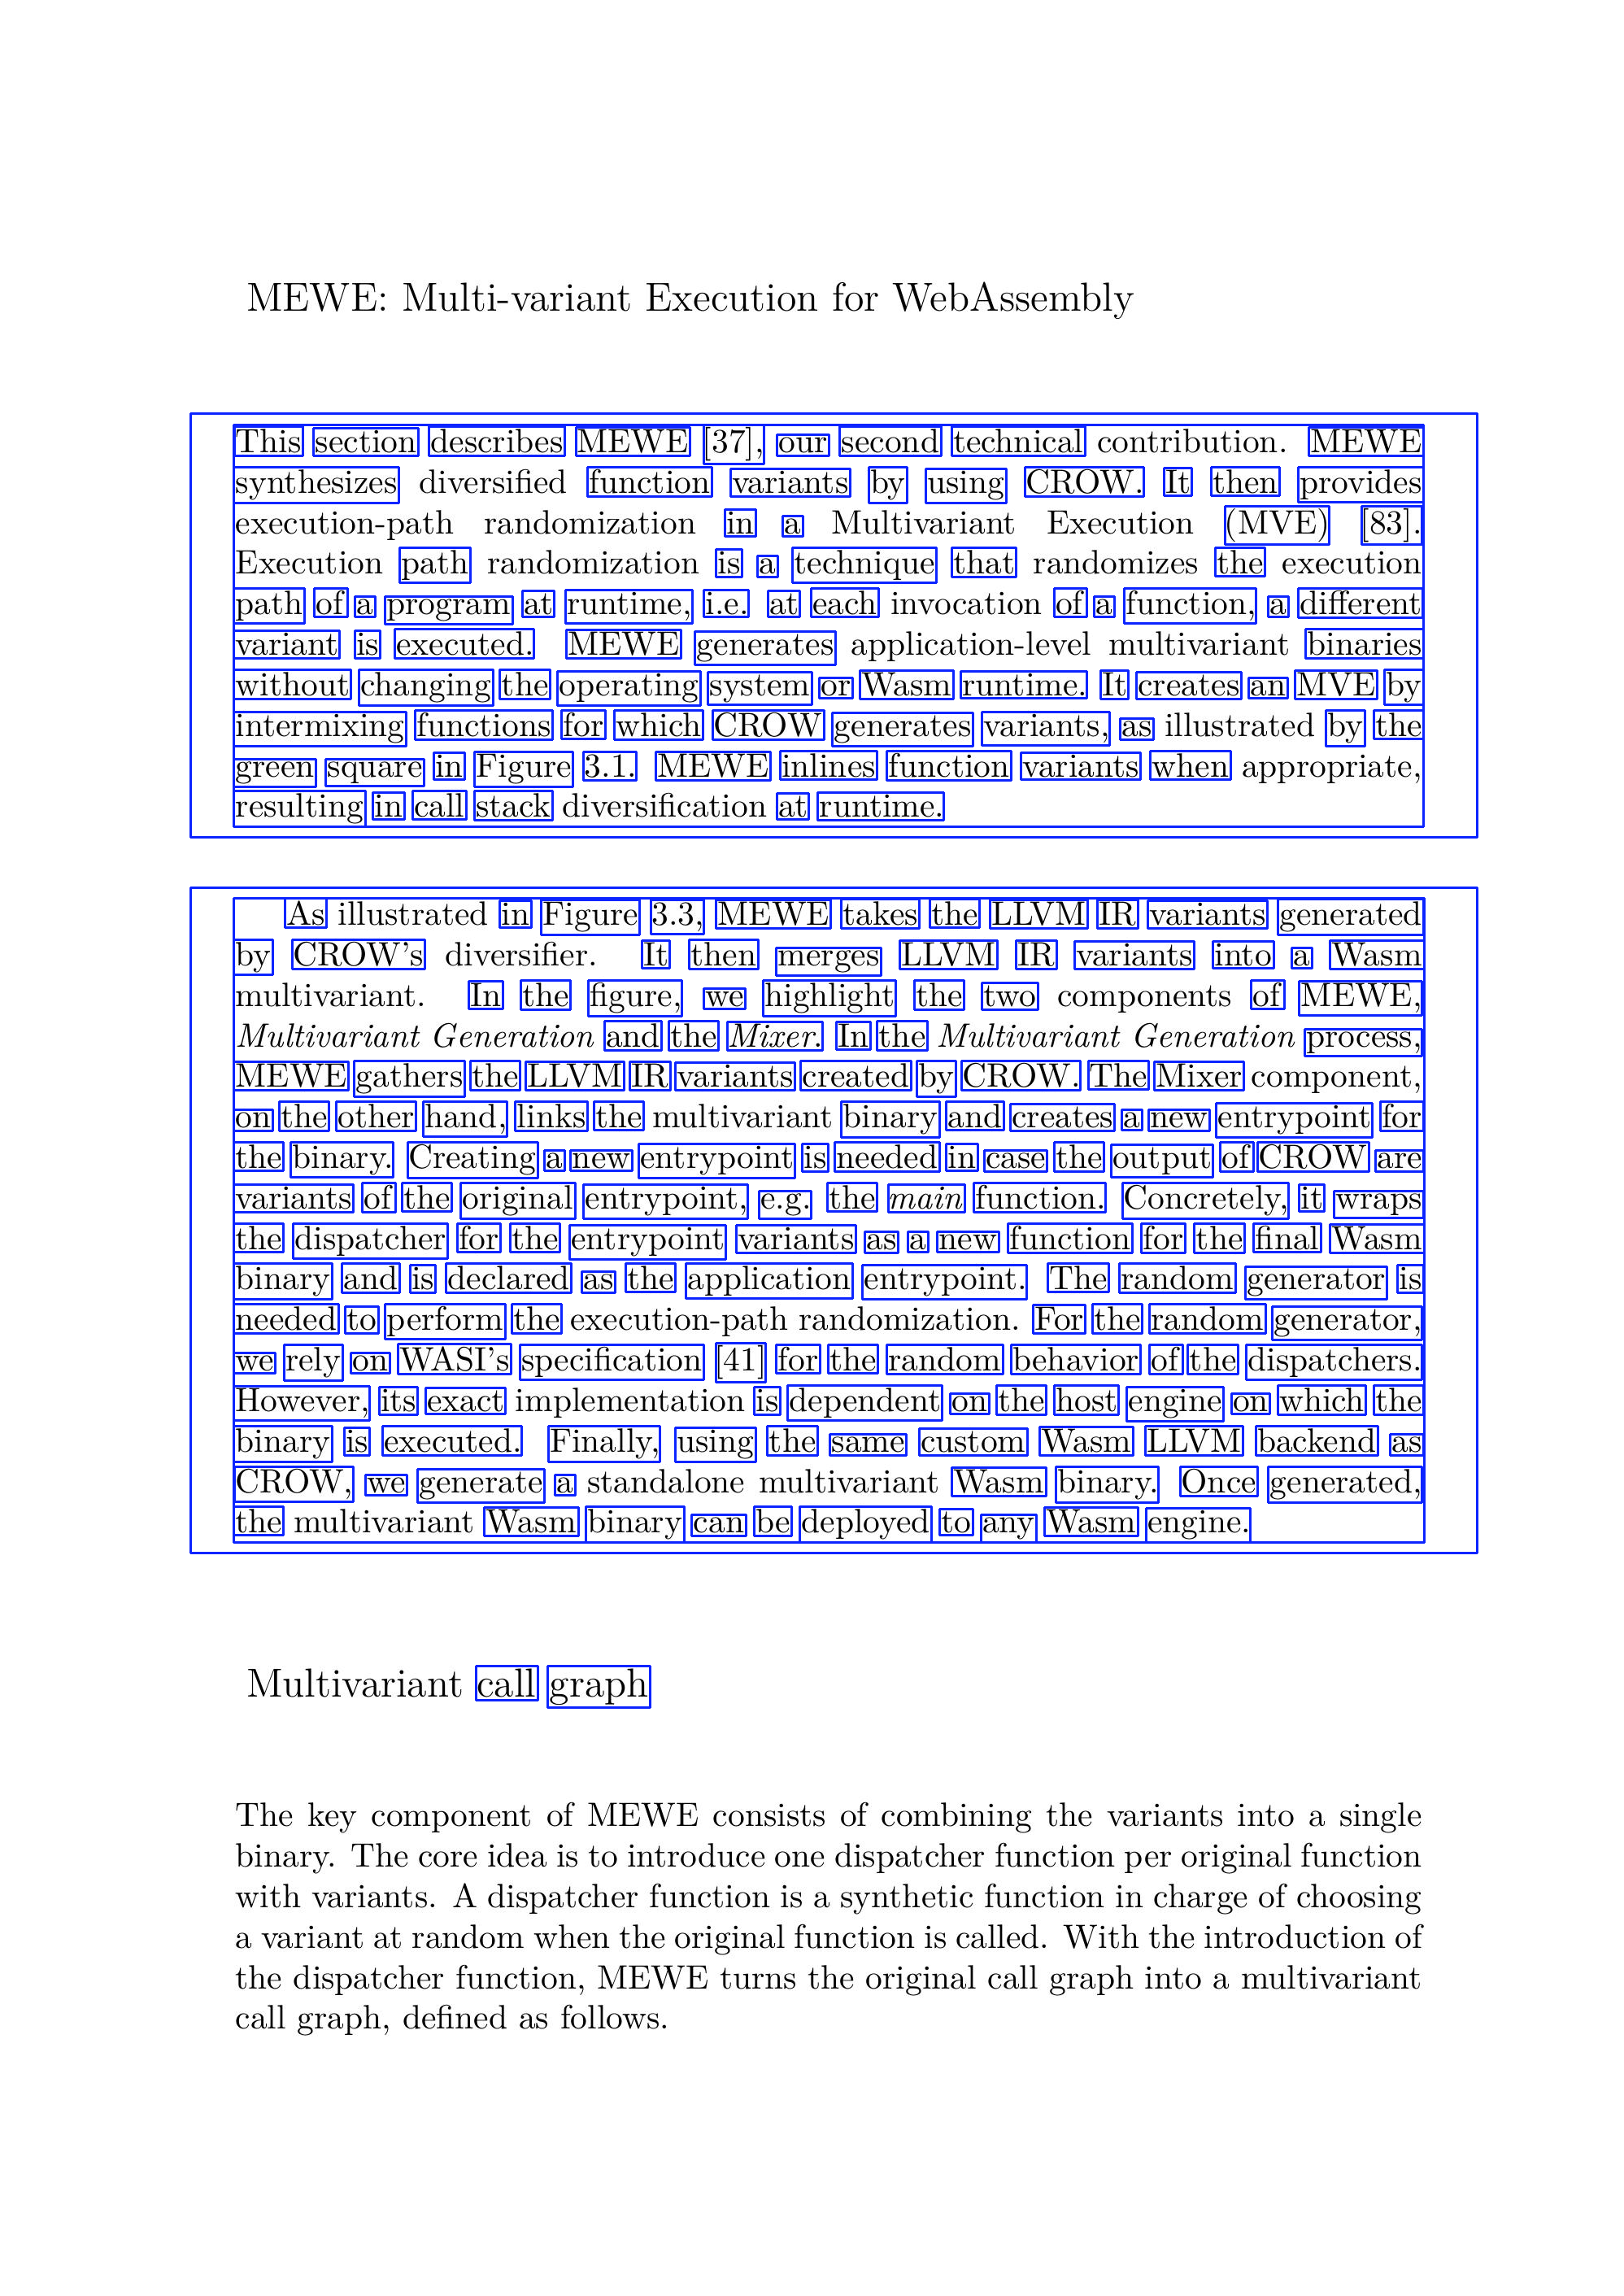 MEWE: Multi-variant Execution for WebAssembly
This section describes MEWE [37], our second technical contribution. MEWE
synthesizes diversified function variants by using CROW. It then provides
execution-path randomization in a Multivariant Execution (MVE) [83].
Execution path randomization is a technique that randomizes the execution
path of a program at runtime, i.e. at each invocation of a function, a different
variant is executed. MEWE generates application-level multivariant binaries
without changing the operating system or Wasm runtime. It creates an MVE by
intermixing functions for which CROW generates variants, as illustrated by the
green square in Figure 3.1. MEWE inlines function variants when appropriate,
resulting in call stack diversification at runtime.
As illustrated in Figure 3.3, MEWE takes the LLVM IR variants generated
by CROW's diversifier. It then merges LLVM IR variants into a Wasm
multivariant. In the figure, we highlight the two components of MEWE,
Multivariant Generation and the Mixer. In the Multivariant Generation process,
MEWE gathers the LLVM IR variants created by CROW. The Mixer component,
on the other hand, links the multivariant binary and creates a new entrypoint for
the binary. Creating a new entrypoint is needed in case the output of CROW are
variants of the original entrypoint, e.g. the main function. Concretely, it wraps
the dispatcher for the entrypoint variants as a new function for the final Wasm
binary and is declared as the application entrypoint. The random generator is
needed to perform the execution-path randomization. For the random generator,
we rely on WASI's specification [41] for the random behavior of the dispatchers.
However, its exact implementation is dependent on the host engine on which the
binary is executed. Finally, using the same custom Wasm LLVM backend as
CROW, we generate a standalone multivariant Wasm binary. Once generated,
the multivariant Wasm binary can be deployed to any Wasm engine.
Multivariant call graph
The key component of MEWE consists of combining the variants into a single
binary. The core idea is to introduce one dispatcher function per original function
with variants. A dispatcher function is a synthetic function in charge of choosing
a variant at random when the original function is called. With the introduction of
the dispatcher function, MEWE turns the original call graph into a multivariant
call graph, defined as follows.